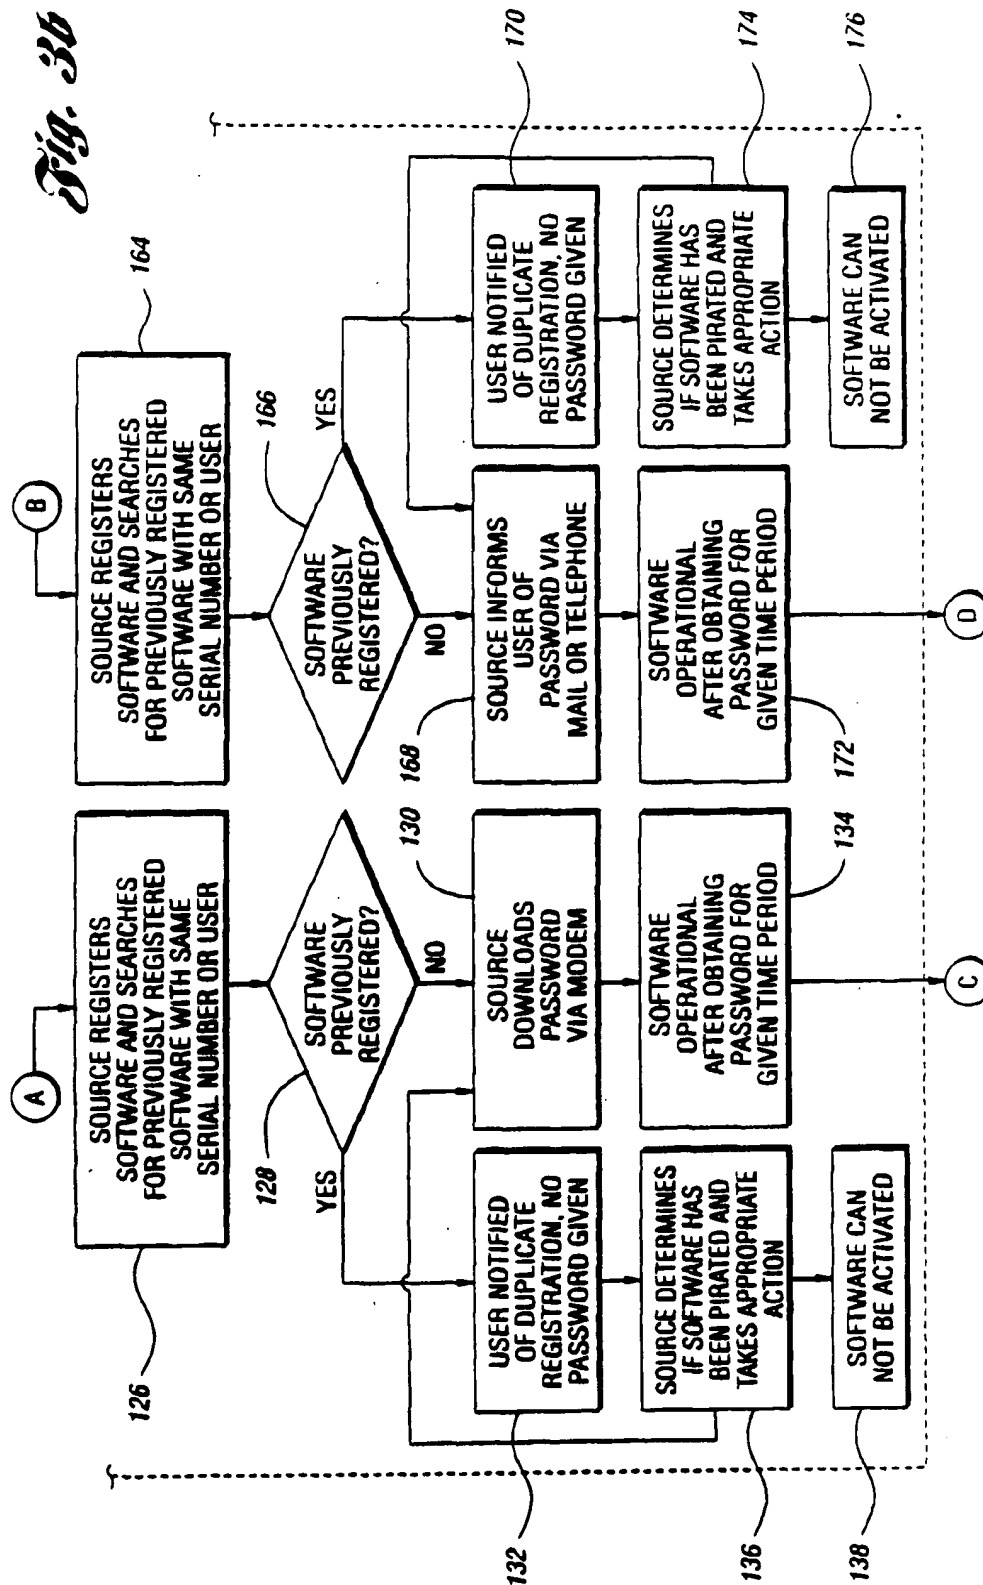 Fig. 3b
A
SOURCE REGISTERS
SOFTWARE AND SEARCHES
FOR PREVIOUSLY REGISTERED
SOFTWARE WITH SAME
SERIAL NUMBER OR USER
126
SOFTWARE
PREVIOUSLY
REGISTERED?
128
YES
NO
USER NOTIFIED
OF DUPLICATE
REGISTRATION, NO
PASSWORD GIVEN
132
SOURCE
DOWNLOADS
PASSWORD
VIA MODEM
130
SOURCE DETERMINES
IF SOFTWARE HAS
BEEN PIRATED AND
TAKES APPROPRIATE
ACTION
136
SOFTWARE
OPERATIONAL
AFTER OBTAINING
PASSWORD FOR
GIVEN TIME PERIOD
134
SOFTWARE CAN
NOT BE ACTIVATED
138
C
B
SOURCE REGISTERS
SOFTWARE AND SEARCHES
FOR PREVIOUSLY REGISTERED
SOFTWARE WITH SAME
SERIAL NUMBER OR USER
164
SOFTWARE
PREVIOUSLY
REGISTERED?
166
YES
NO
SOURCE INFORMS
USER OF
PASSWORD VIA
MAIL OR TELEPHONE
168
USER NOTIFIED
OF DUPLICATE
REGISTRATION, NO
PASSWORD GIVEN
170
SOFTWARE
OPERATIONAL
AFTER OBTAINING
PASSWORD FOR
GIVEN TIME PERIOD
172
SOURCE DETERMINES
IF SOFTWARE HAS
BEEN PIRATED AND
TAKES APPROPRIATE
ACTION
174
SOFTWARE CAN
NOT BE ACTIVATED
176
D